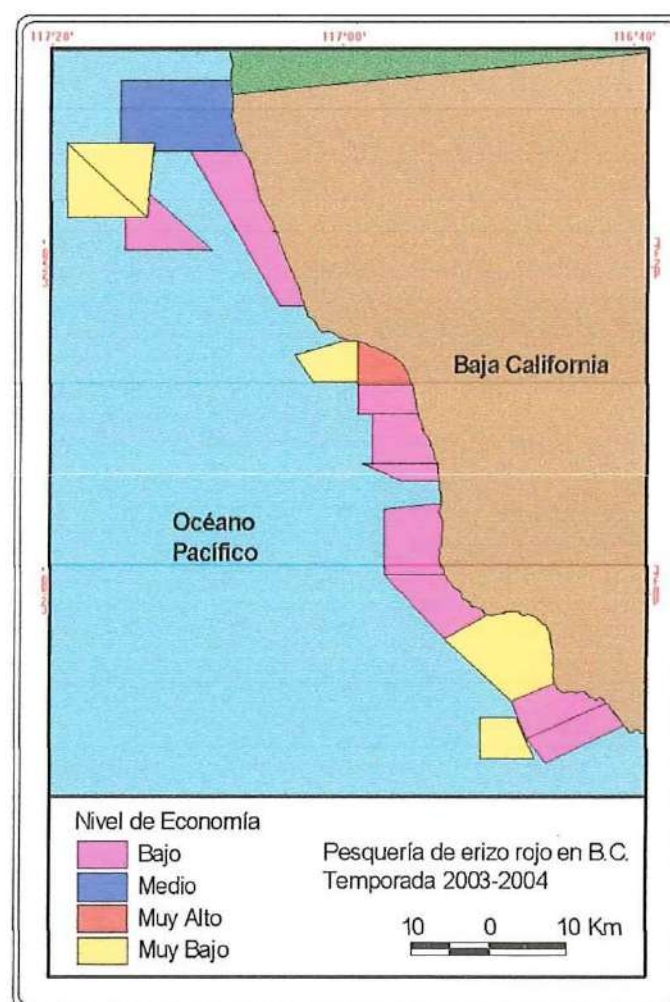 117°20' 117°00' 116°40'
Baja California
Océano
Pacífico
Nivel de Economía
Bajo
Medio
Muy Alto
Muy Bajo
Pesquería de erizo rojo en B.C.
Temporada 2003-2004
10 0 10 Km